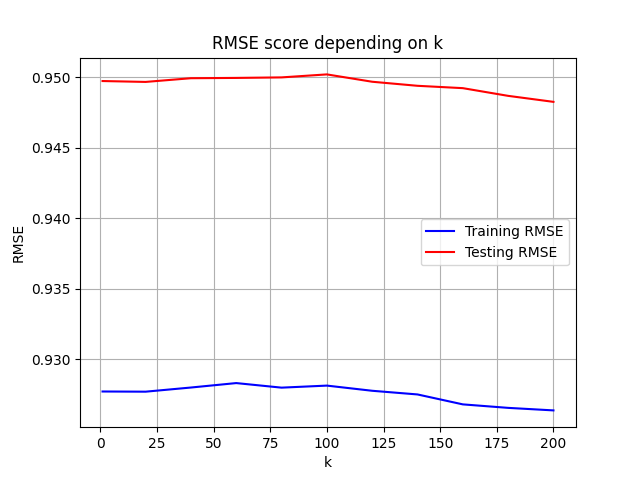 RMSE score depending on k
0.950
0.945
0.940
0.935
0.930
RMSE
Training RMSE
Testing RMSE
0 25 50 75 100 125 150 175 200
k